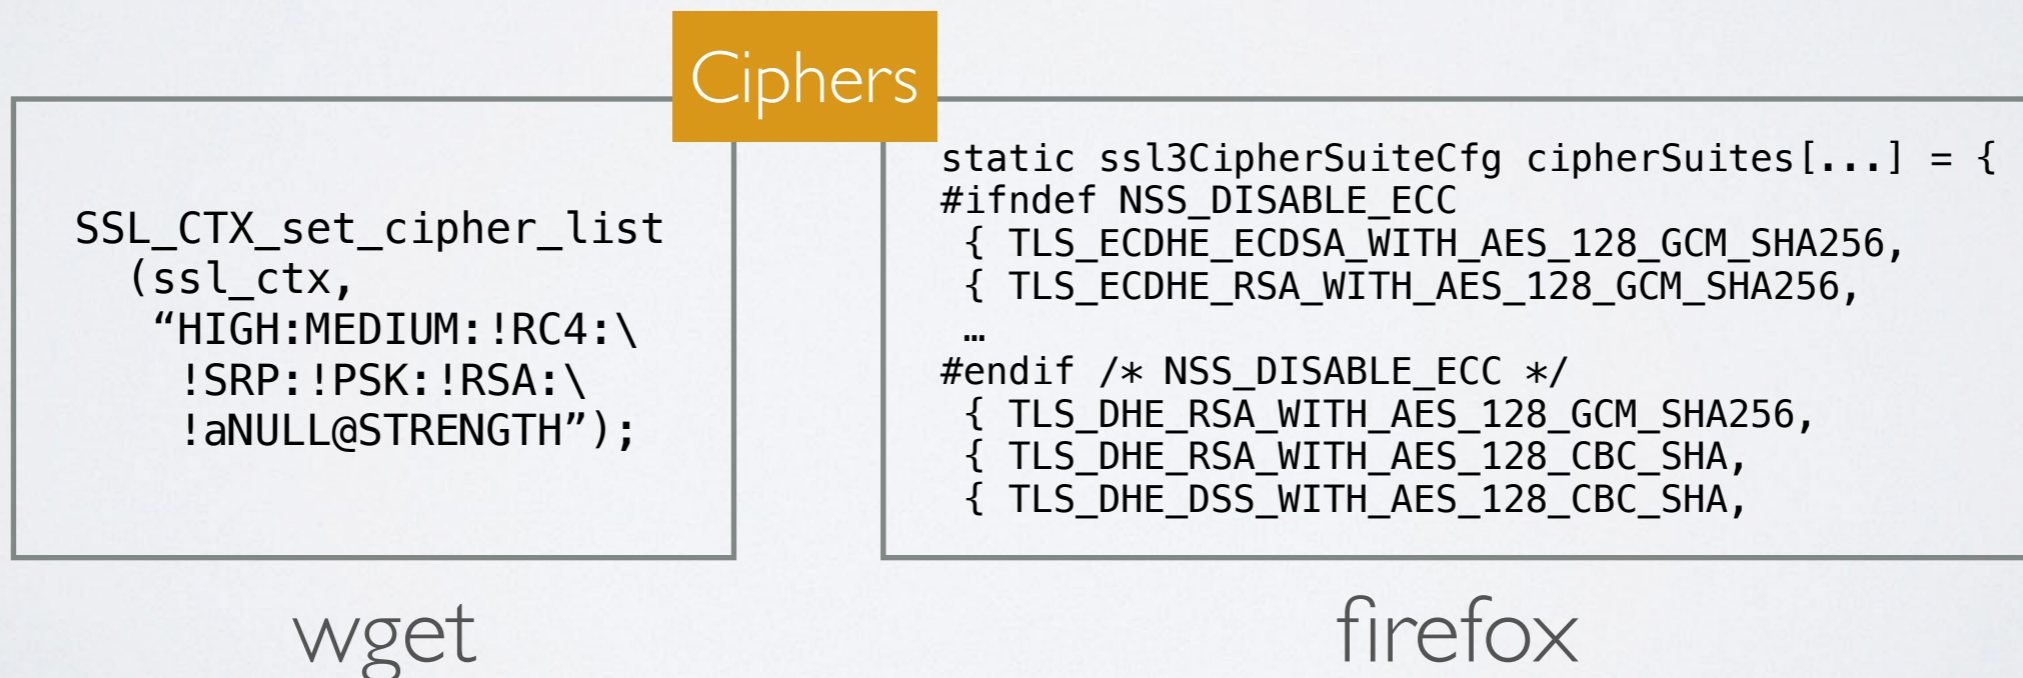 Ciphers
SSL_CTX_set_cipher_list
(ssl_ctx,
“HIGH:MEDIUM:!RC4:\
!SRP:!PSK:!RSA:\
!aNULL@STRENGTH”);
wget
static ssl3CipherSuiteCfg cipherSuites[...] = {
#ifndef NSS_DISABLE_ECC
{ TLS_ECDHE_ECDSA_WITH_AES_128_GCM_SHA256,
{ TLS_ECDHE_RSA_WITH_AES_128_GCM_SHA256,
…
#endif /* NSS_DISABLE_ECC */
{ TLS_DHE_RSA_WITH_AES_128_GCM_SHA256,
{ TLS_DHE_RSA_WITH_AES_128_CBC_SHA,
{ TLS_DHE_DSS_WITH_AES_128_CBC_SHA,
firefox